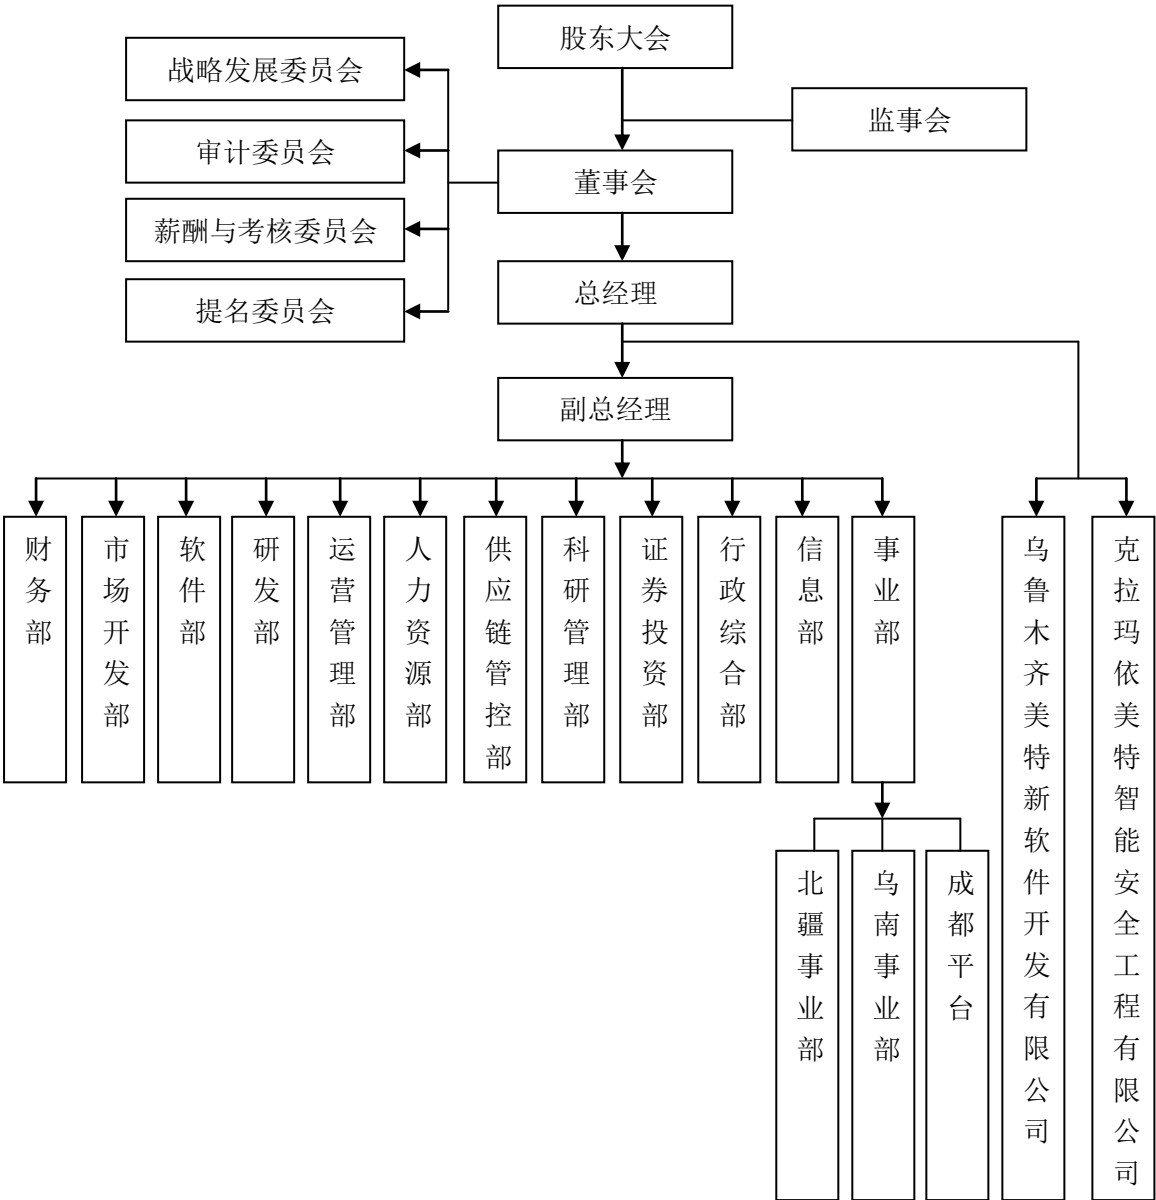 股东大会
战略发展委员会
监事会
审计委员会
董事会
薪酬与考核委员会
总经理
提名委员会
副总经理
财务部
市场开发部
软件部
研发部
运营管理部
人力资源部
供应链管控部
科研管理部
证券投资部
行政综合部
信息部
事业部
乌鲁木齐美特新软件开发有限公司
克拉玛依美特智能安全工程有限公司
北疆事业部
乌南事业部
成都平台